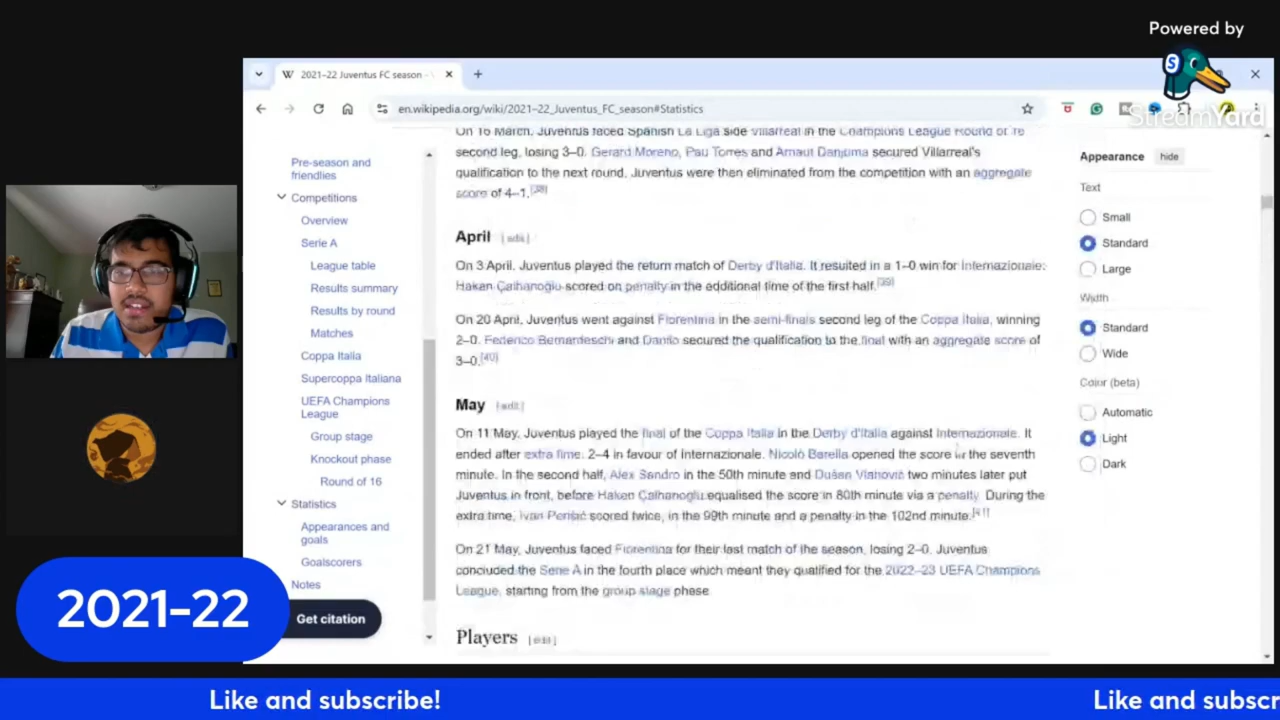 Powered by
StreamYard
2021–22 Juventus FC season -
en.wikipedia.org/wiki/2021-22_Juventus_FC_season#Statistics
Pre-season and
friendlies
Competitions
Overview
Serie A
League table
Results summary
Results by round
Matches
Coppa Italia
Supercoppa Italiana
UEFA Champions
League
Group stage
Knockout phase
Round of 16
Statistics
Appearances and
goals
Goalscorers
Notes
Get citation
On 16 March, Juventus faced Spanish La Liga side Villarreal in the Champions League Round of 16
second leg, losing 3–0. Gerard Moreno, Pau Torres and Arnaut Danjuma secured Villarreal's
qualification to the next round. Juventus were then eliminated from the competition with an aggregate
score of 4–1.[38]
April [edit]
On 3 April, Juventus played the return match of Derby d'Italia. It resulted in a 1–0 win for Internazionale:
Hakan Çalhanoğlu scored on penalty in the additional time of the first half.[39]
On 20 April, Juventus went against Fiorentina in the semi-finals second leg of the Coppa Italia, winning
2–0. Federico Bernardeschi and Danilo secured the qualification to the final with an aggregate score of
3–0.[40]
May [edit]
On 11 May, Juventus played the final of the Coppa Italia in the Derby d'Italia against Internazionale. It
ended after extra time, 2–4 in favour of Internazionale. Nicolò Barella opened the score in the seventh
minute. In the second half, Alex Sandro in the 50th minute and Dušan Vlahović two minutes later put
Juventus in front, before Hakan Çalhanoğlu equalised the score in 80th minute via a penalty. During the
extra time, Ivan Perišić scored twice, in the 99th minute and a penalty in the 102nd minute.[41]
On 21 May, Juventus faced Fiorentina for their last match of the season, losing 2–0. Juventus
concluded the Serie A in the fourth place which meant they qualified for the 2022–23 UEFA Champions
League, starting from the group stage phase
Players [edit]
Appearance hide
Text
Small
Standard
Large
Width
Standard
Wide
Color (beta)
Automatic
Light
Dark
2021-22
Like and subscribe!
Like and subscr